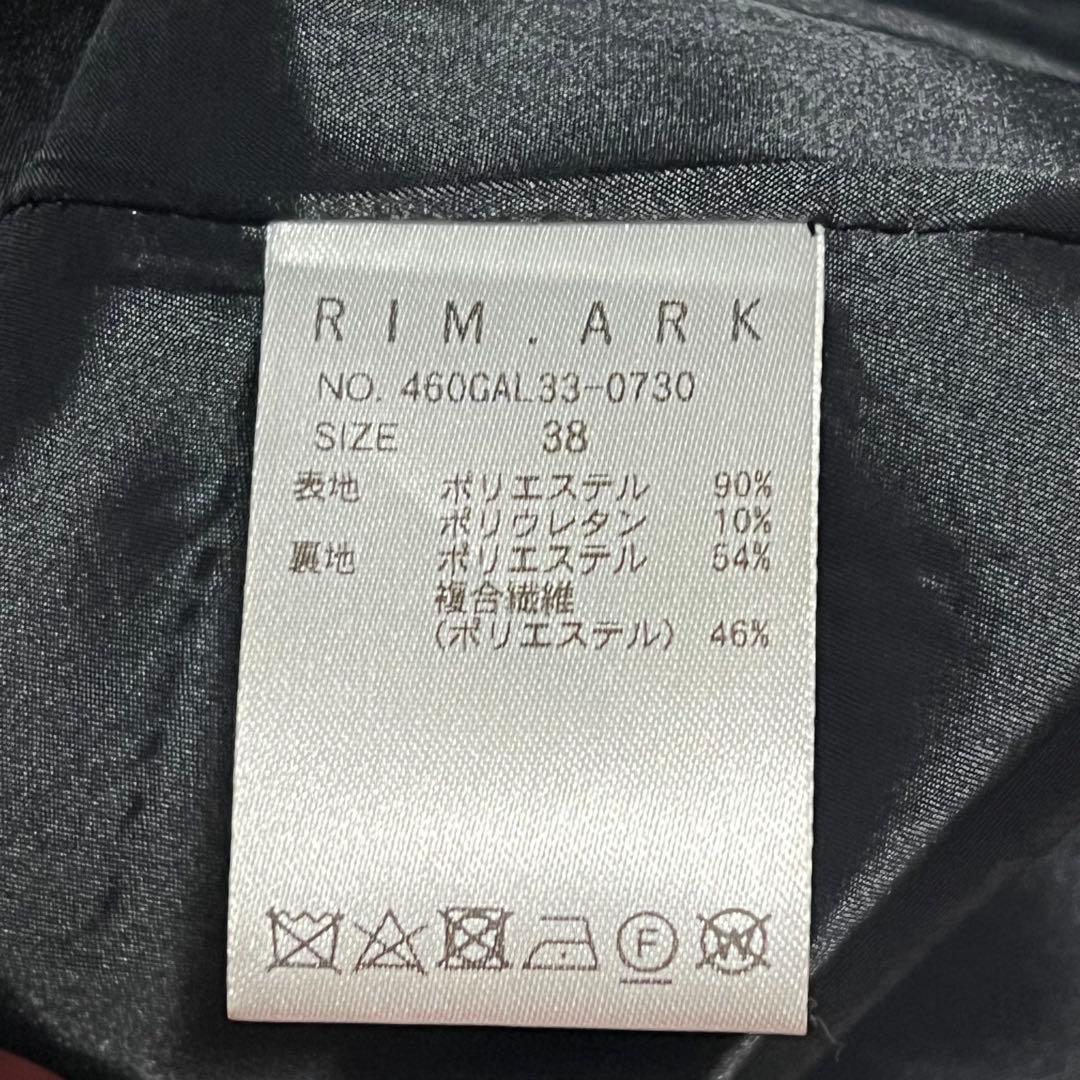 RIM.ARK
NO. 460GAL33-0730
SIZE 38
表地 ポリエステル 90%
ポリウレタン 10%
裏地 ポリエステル 54%
複合繊維
(ポリエステル) 46%
F W